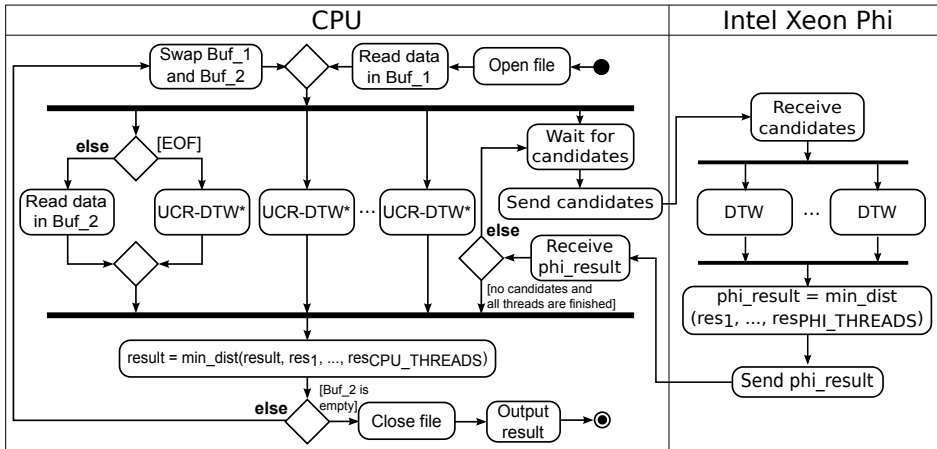 CPU
Intel Xeon Phi
Swap Buf_1
and Buf_2
Read data
in Buf_1
Open file
Receive
candidates
Wait for
candidates
else
[EOF]
Read data
in Buf_2
UCR-DTW*
UCR-DTW*
...
UCR-DTW*
Send candidates
DTW
...
DTW
else
Receive
phi_result
[no candidates and
all threads are finished]
phi_result = min_dist
(res1, ..., resPHI_THREADS)
result = min_dist(result, res1, ..., resCPU_THREADS)
Send phi_result
[Buf_2 is
empty]
else
Close file
Output
result